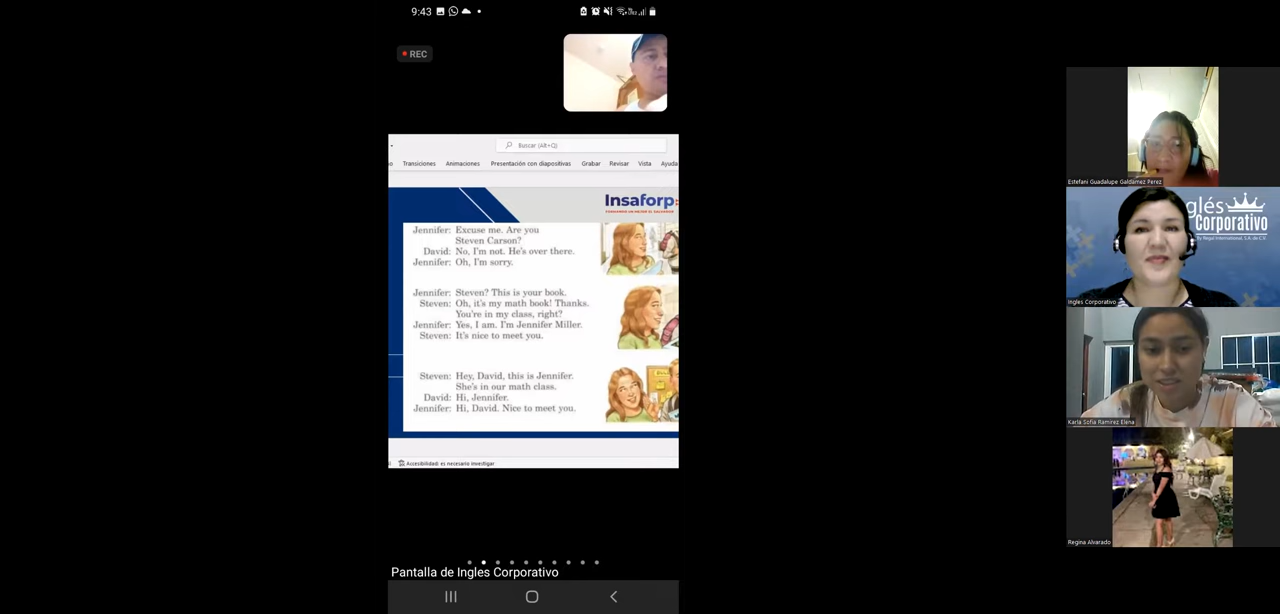 9:43
REC
Buscar (Alt+Q)
Transiciones Animaciones Presentación con diapositivas Grabar Revisar Vista Ayuda
Insaforp
Jennifer: Excuse me. Are you
Steven Carson?
David: No, I'm not. He's over there.
Jennifer: Oh, I'm sorry.
Jennifer: Steven? This is your book.
Steven: Oh, it's my math book! Thanks.
You're in my class, right?
Jennifer: Yes, I am. I'm Jennifer Miller.
Steven: It's nice to meet you.
Steven: Hey, David, this is Jennifer.
She's in our math class.
David: Hi, Jennifer.
Jennifer: Hi, David. Nice to meet you.
Accesibilidad: es necesario investigar
Pantalla de Ingles Corporativo
Estefani Guadalupe Galdamez Perez
glés
Corporativo
By Regal International, S.A. de C.V.
Ingles Corporativo
Karla Sofia Ramirez Elena
Regina Alvarado